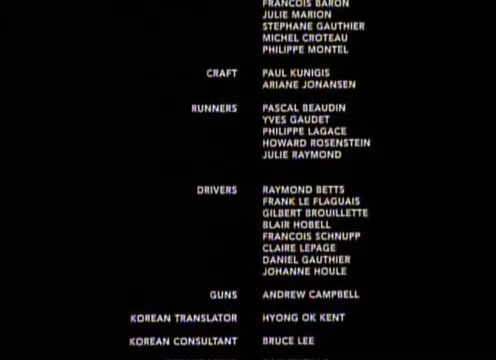 FRANCOIS BARON
JULIE MARION
STEPHANE GAUTHIER
MICHEL CROTEAU
PHILIPPE MONTEL
CRAFT PAUL KUNIGIS
ARIANE JONANSEN
RUNNERS PASCAL BEAUDIN
YVES GAUDET
PHILIPPE LAGACE
HOWARD ROSENSTEIN
JULIE RAYMOND
DRIVERS RAYMOND BETTS
FRANK LE FLAGUAIS
GILBERT BROUILLETTE
BLAIR HOBELL
FRANCOIS SCHNUPP
CLAIRE LEPAGE
DANIEL GAUTHIER
JOHANNE HOULE
GUNS ANDREW CAMPBELL
KOREAN TRANSLATOR HYONG OK KENT
KOREAN CONSULTANT BRUCE LEE